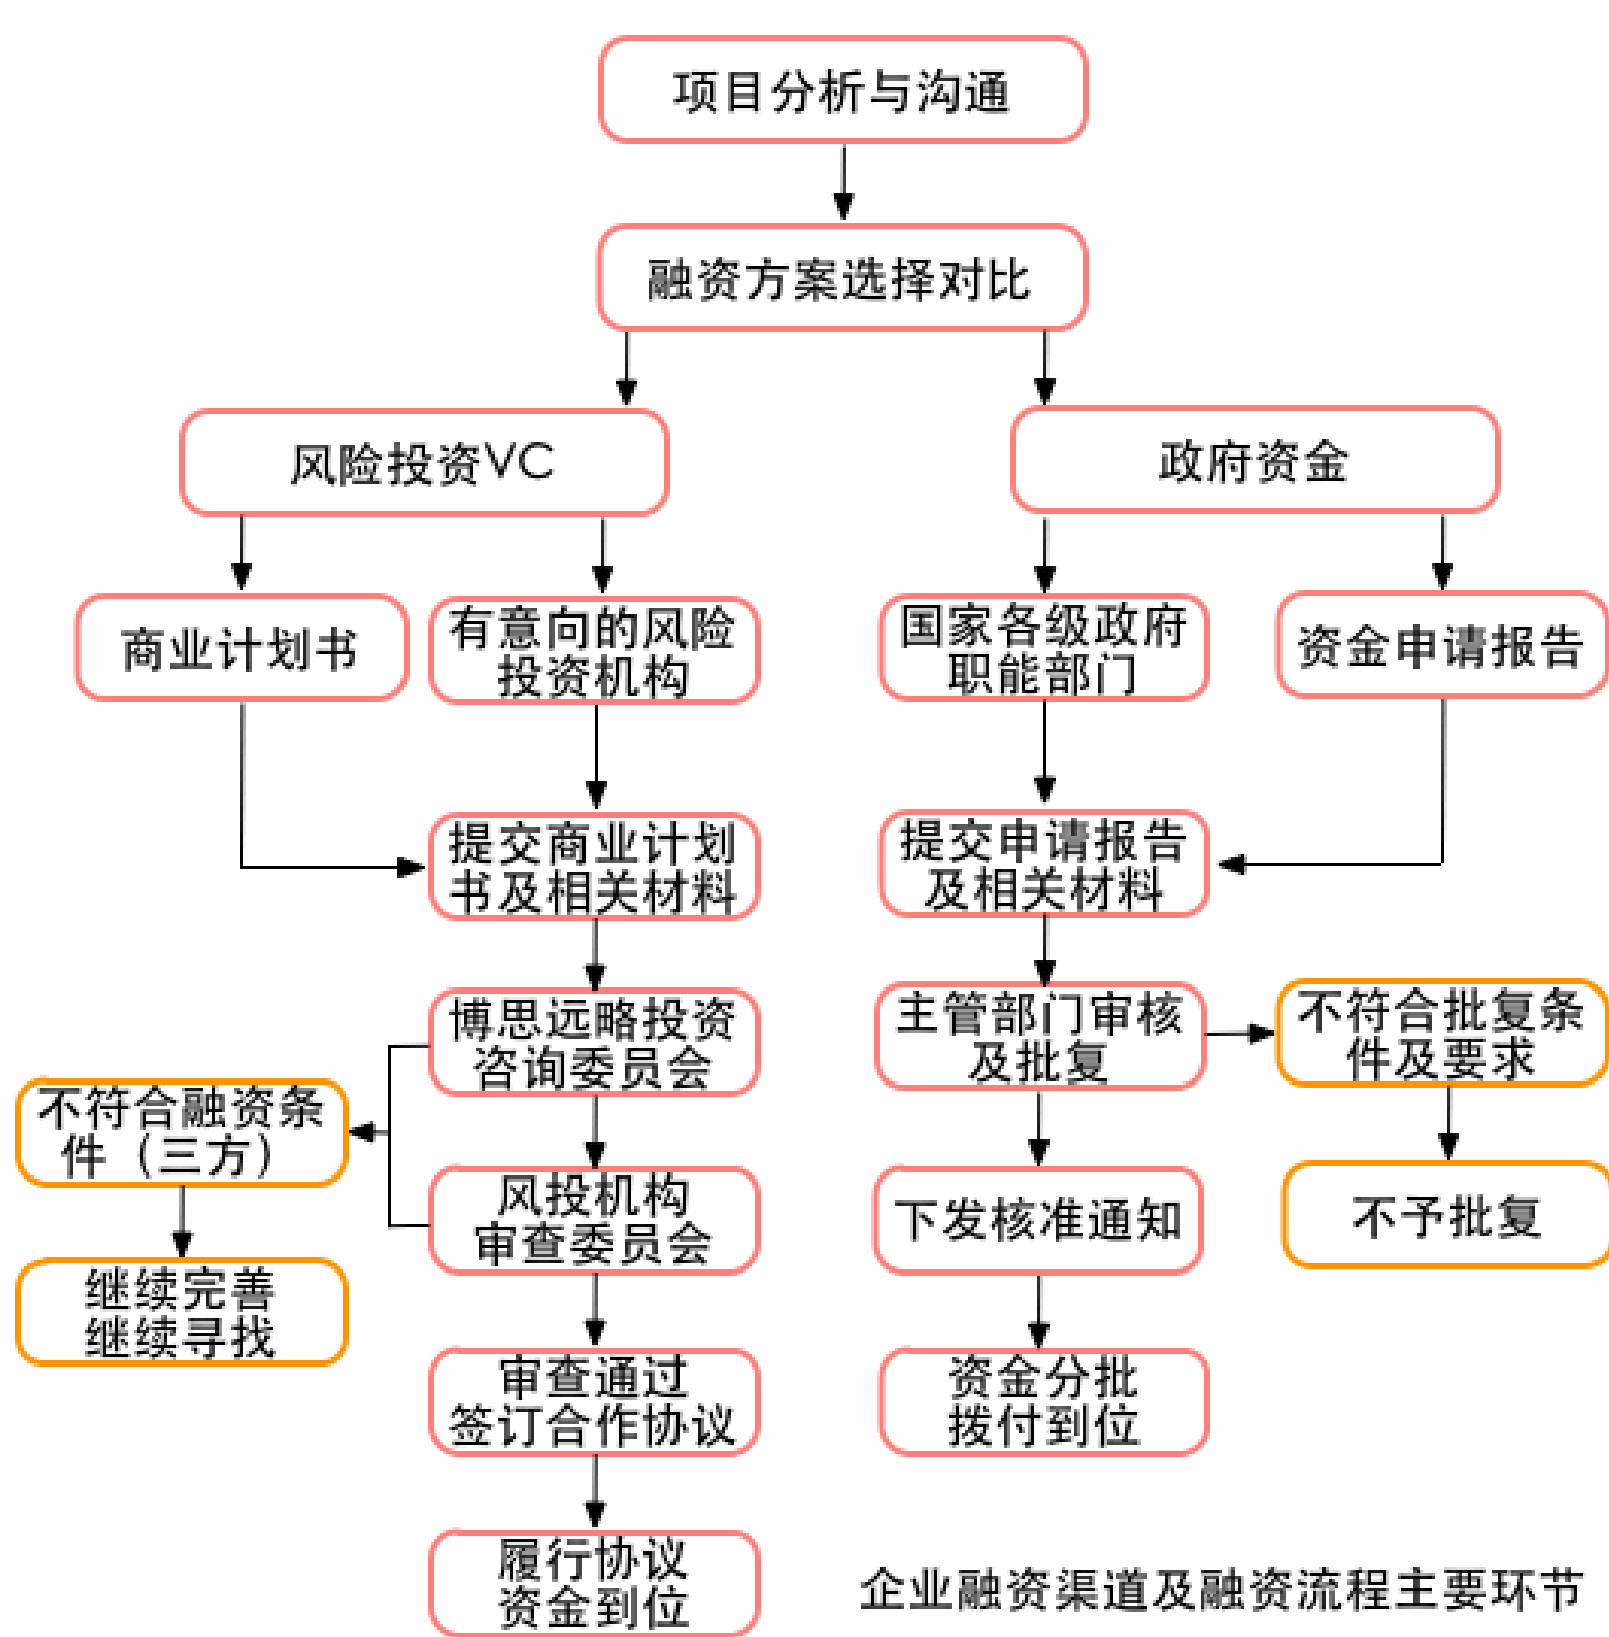 项目分析与沟通
融资方案选择对比
风险投资VC
政府资金
商业计划书
有意向的风险
投资机构
国家各级政府
职能部门
资金申请报告
提交商业计划
书及相关材料
提交申请报告
及相关材料
博思远略投资
咨询委员会
主管部门审核
及批复
不符合批复条
件及要求
不符合融资条
件（三方）
风投机构
审查委员会
下发核准通知
不予批复
继续完善
继续寻找
审查通过
签订合作协议
资金分批
拨付到位
履行协议
资金到位
企业融资渠道及融资流程主要环节